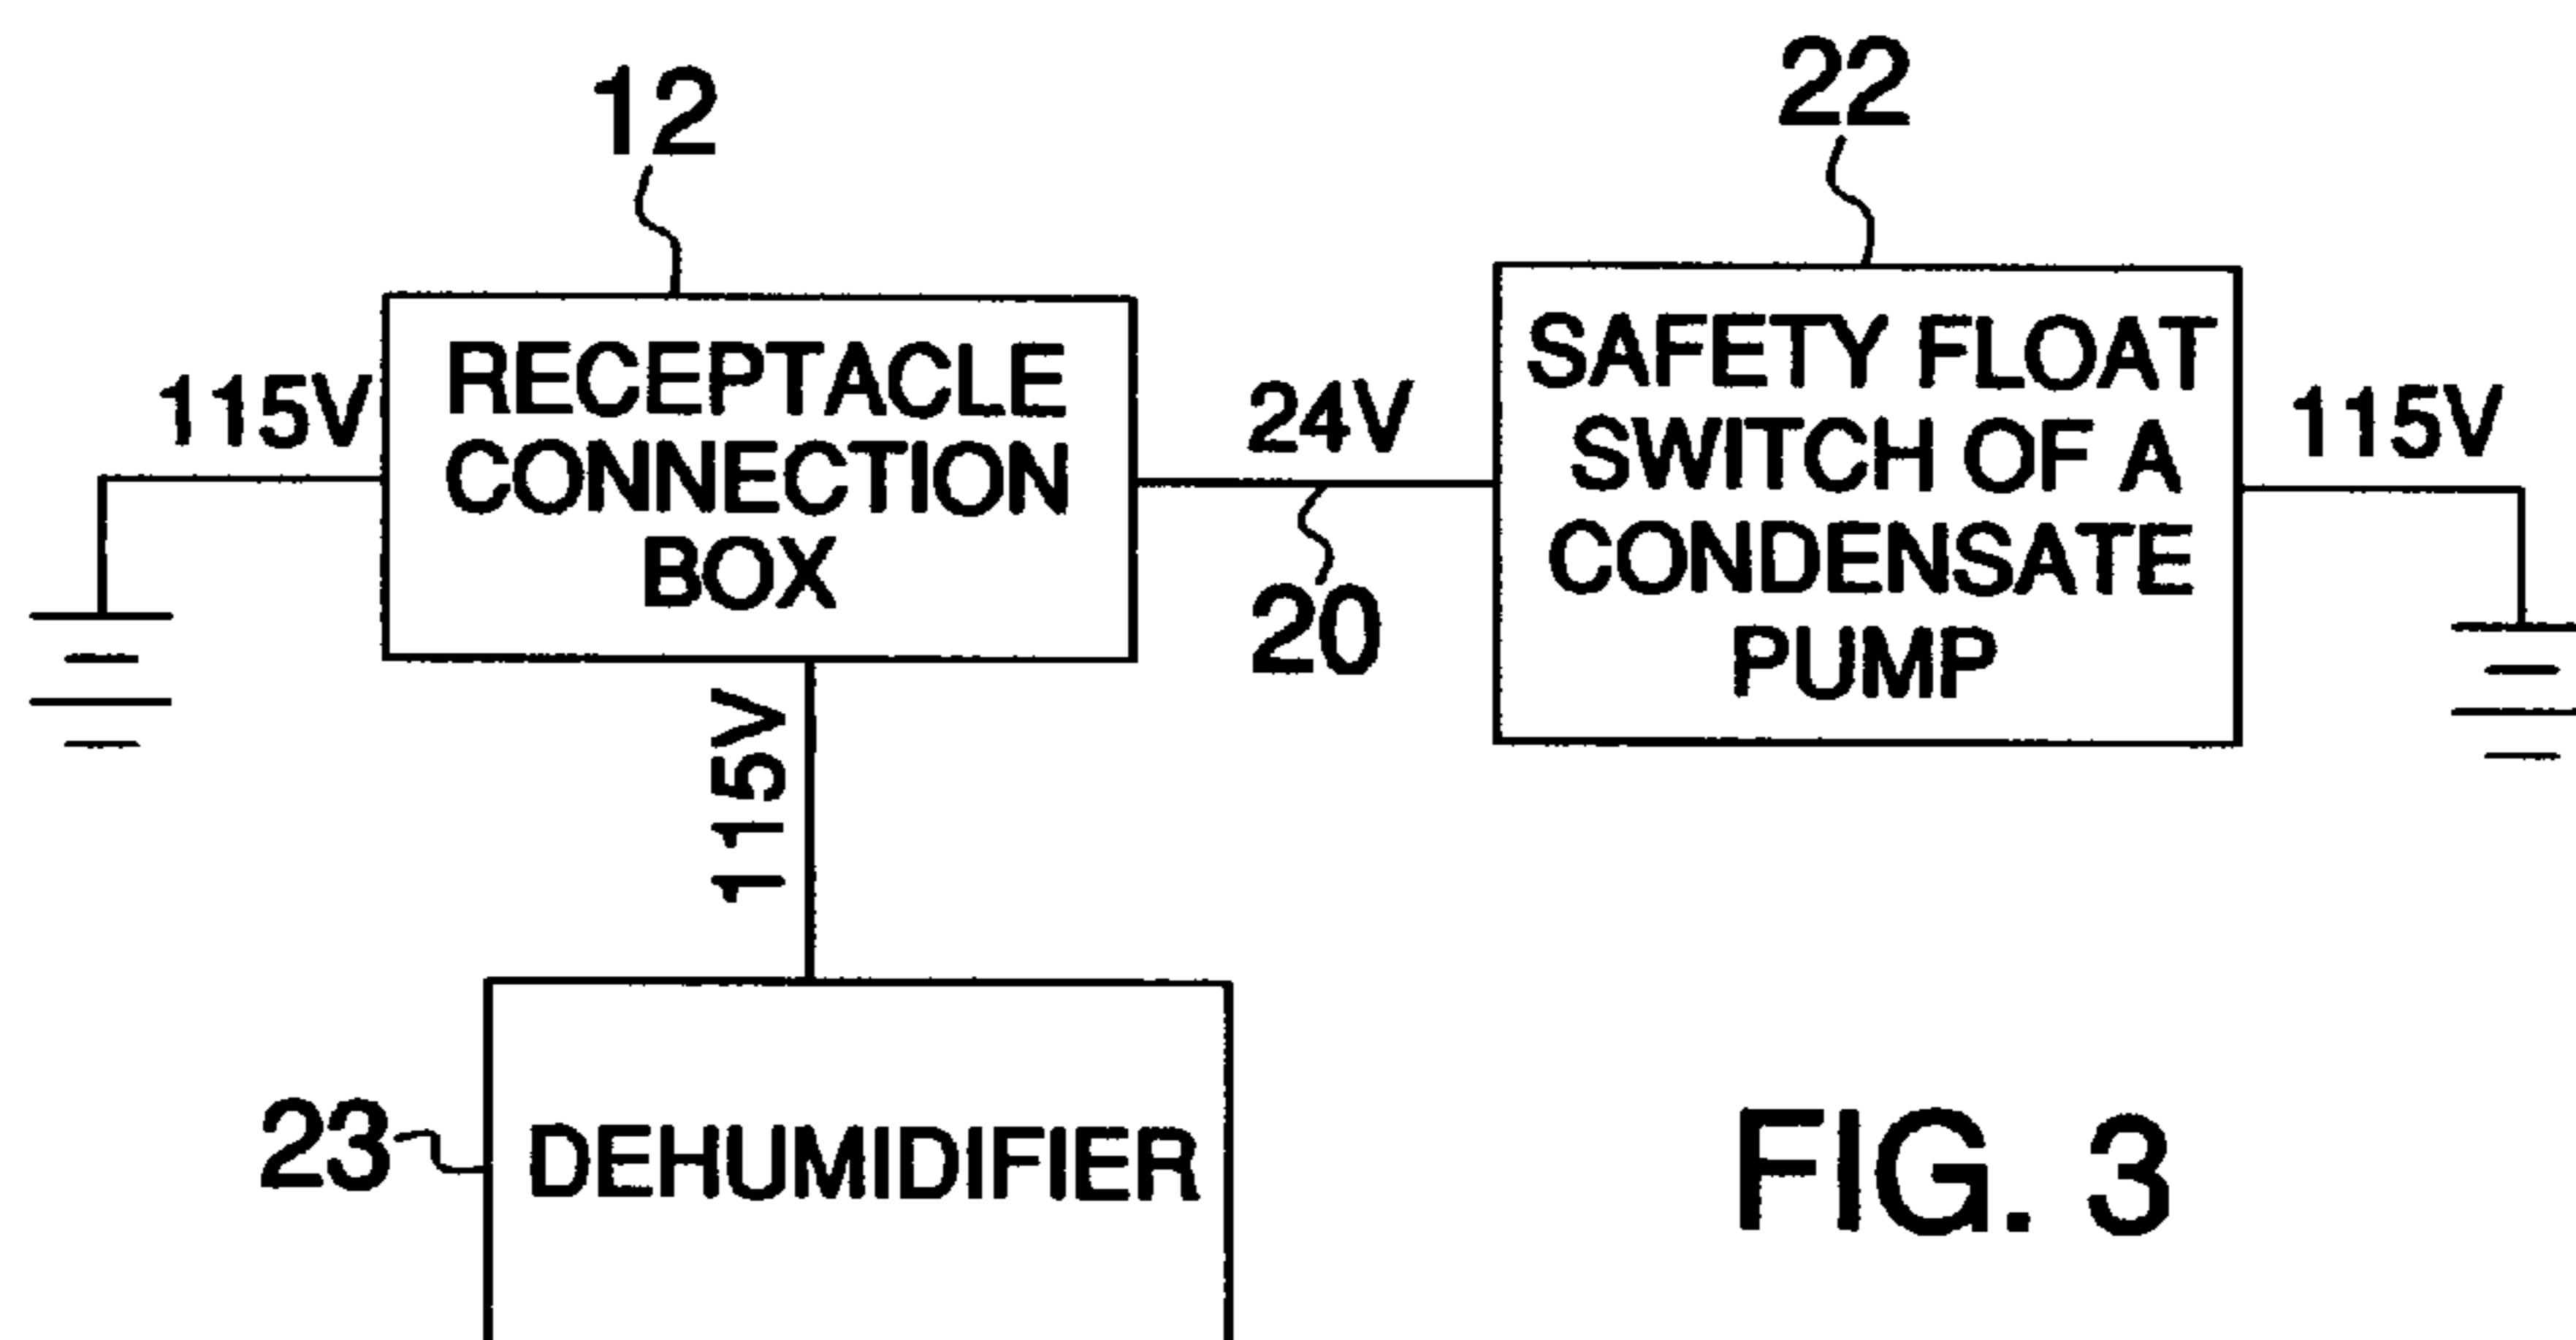 12
22
115V
RECEPTACLE
CONNECTION
BOX
24V
20
SAFETY FLOAT
SWITCH OF A
CONDENSATE
PUMP
115V
115V
23
DEHUMIDIFIER
FIG. 3